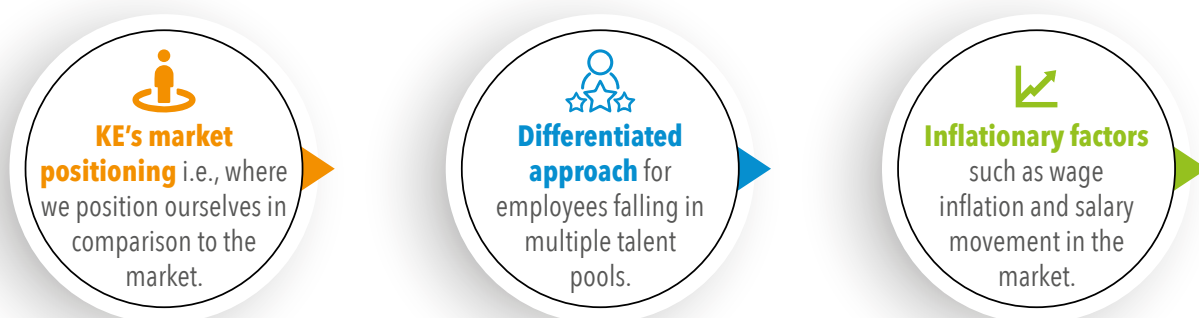 KE's market
positioning i.e., where
we position ourselves in
comparison to the
market.
Differentiated
approach for
employees falling in
multiple talent
pools.
Inflationary factors
such as wage
inflation and salary
movement in the
market.